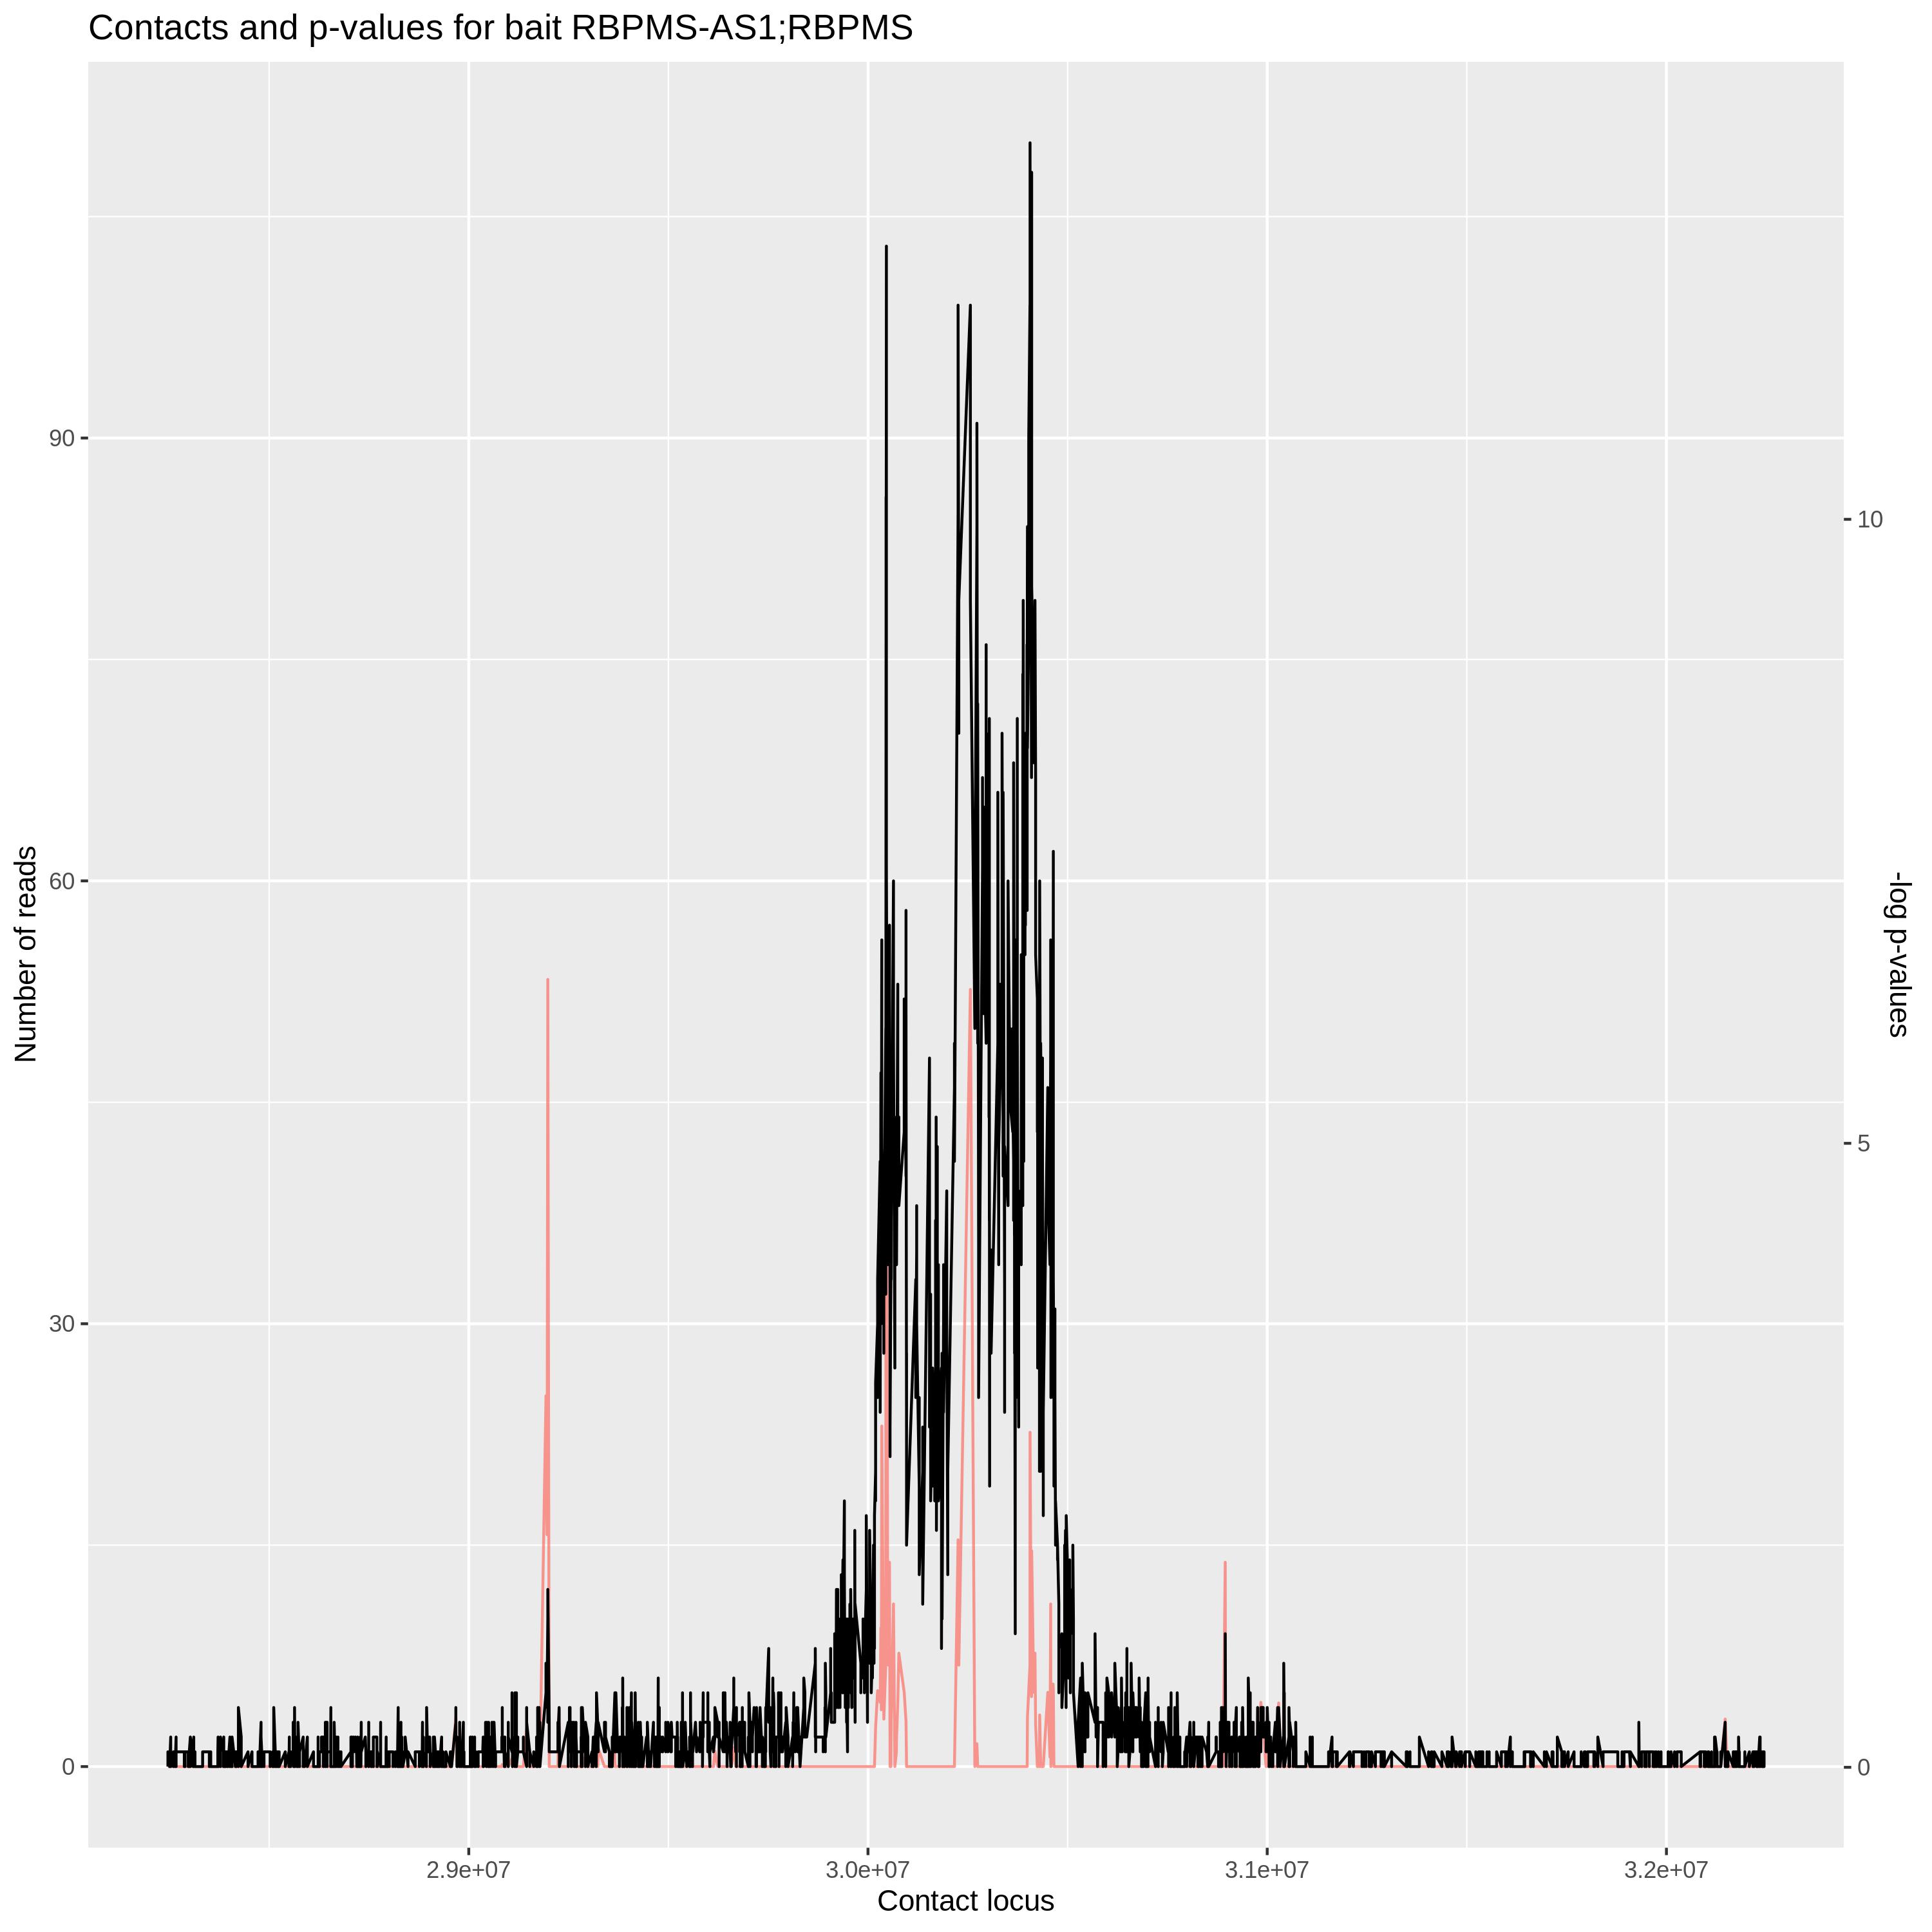 Contacts and p-values for bait RBPMS-AS1;RBPMS
90
60
30
0
Number of reads
10
5
0
-log p-values
2.9e+07 3.0e+07 3.1e+07 3.2e+07
Contact locus